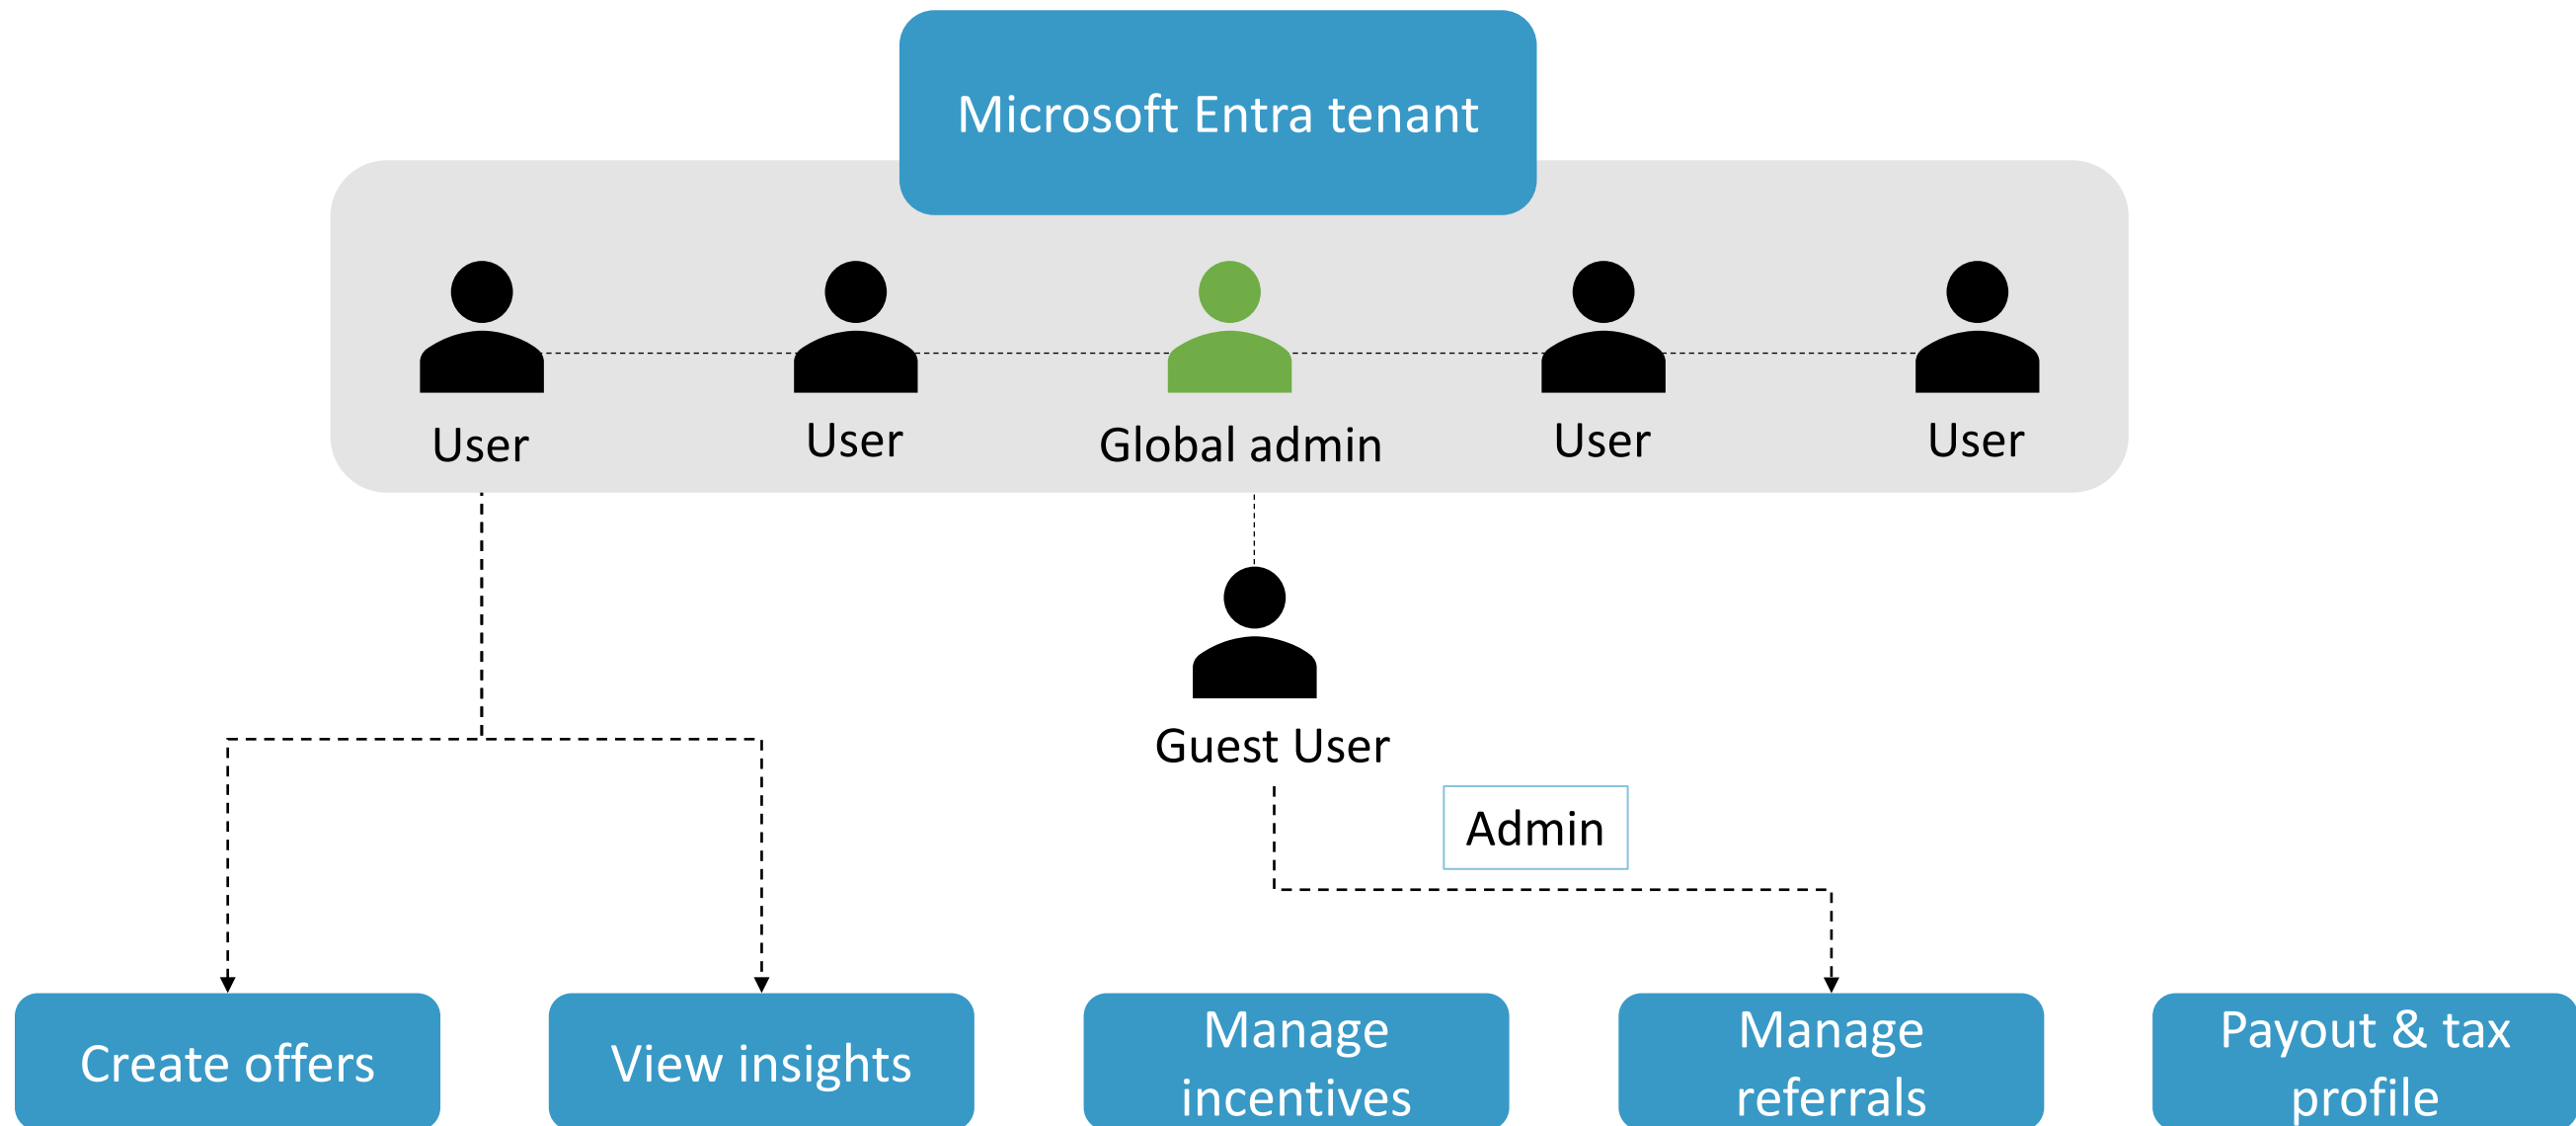 Microsoft Entra tenant
User
User
Global admin
User
User
Guest User
Admin
Create offers
View insights
Manage
incentives
Manage
referrals
Payout & tax
profile